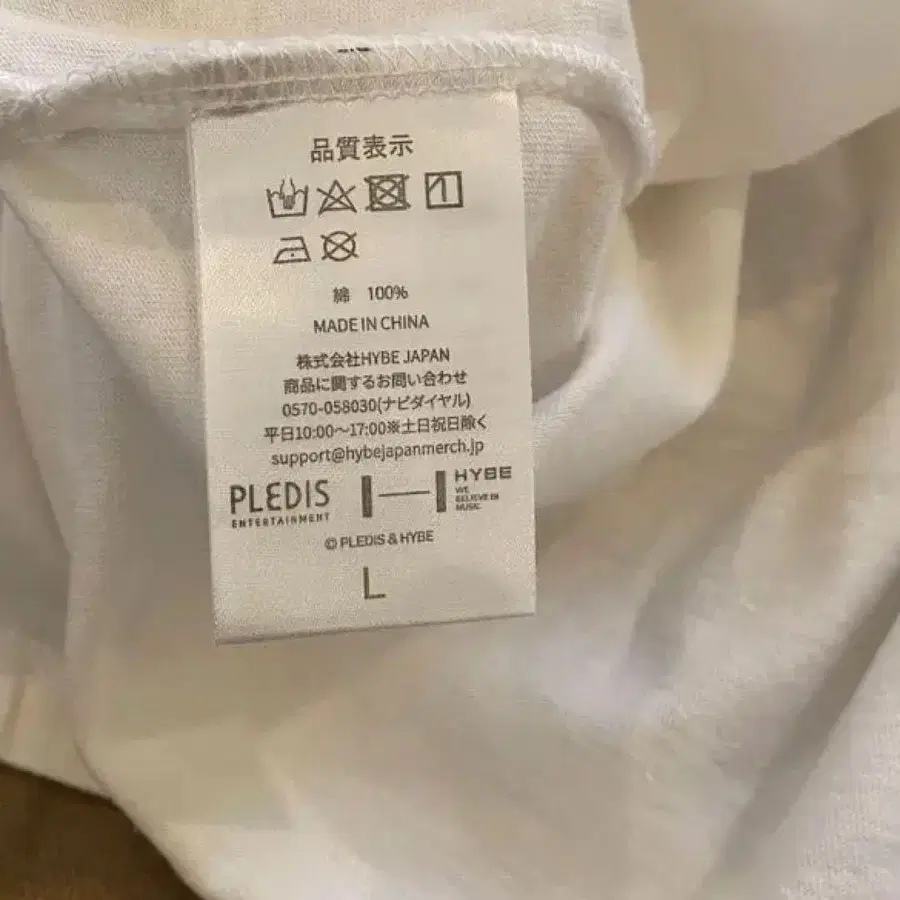 品質表示
綿 100%
MADE IN CHINA
株式会社HYBE JAPAN
商品に関するお問い合わせ
0570-058030(ナビダイヤル)
平日10:00～17:00※土日祝日除く
support@hybejapanmerch.jp
PLEDIS
ENTERTAINMENT
HYBE
WE
BELIEVE IN
MUSIC
© PLEDIS & HYBE
L